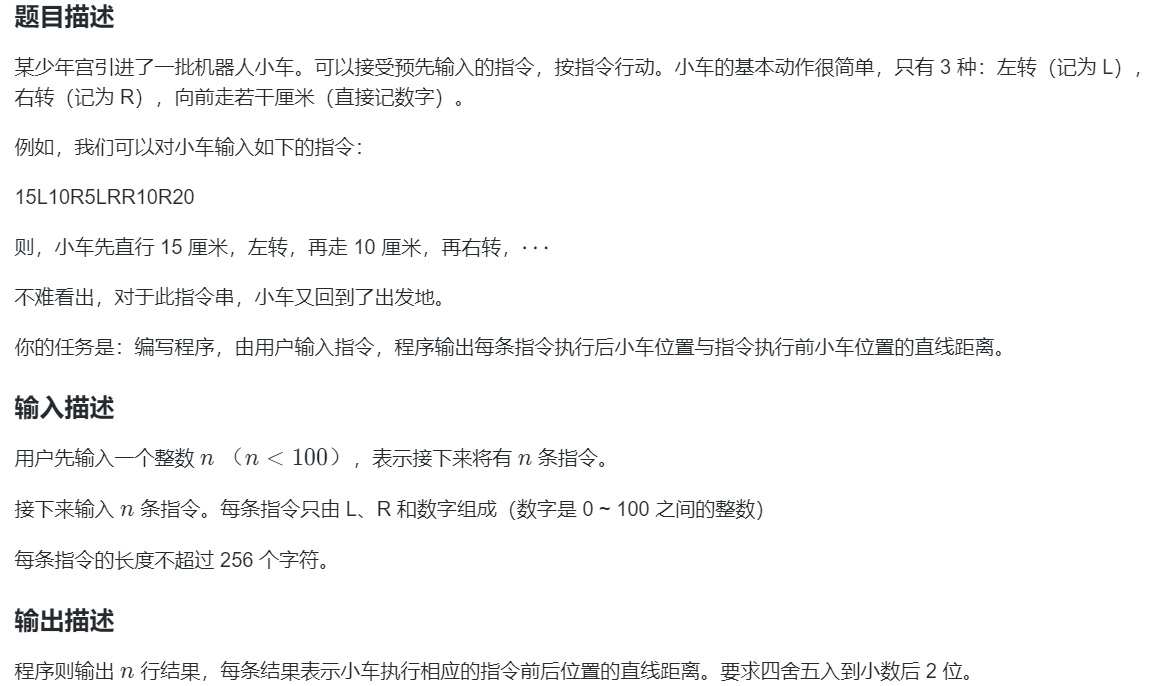 题目描述
某少年宫引进了一批机器人小车。可以接受预先输入的指令，按指令行动。小车的基本动作很简单，只有 3 种：左转（记为 L），
右转（记为 R），向前走若干厘米（直接记数字）。
例如，我们可以对小车输入如下的指令：
15L10R5LRR10R20
则，小车先直行 15 厘米，左转，再走 10 厘米，再右转，···
不难看出，对于此指令串，小车又回到了出发地。
你的任务是：编写程序，由用户输入指令，程序输出每条指令执行后小车位置与指令执行前小车位置的直线距离。
输入描述
用户先输入一个整数 n （n < 100），表示接下来将有 n 条指令。
接下来输入 n 条指令。每条指令只由 L、R 和数字组成（数字是 0 ~ 100 之间的整数）
每条指令的长度不超过 256 个字符。
输出描述
程序则输出 n 行结果，每条结果表示小车执行相应的指令前后位置的直线距离。要求四舍五入到小数后 2 位。